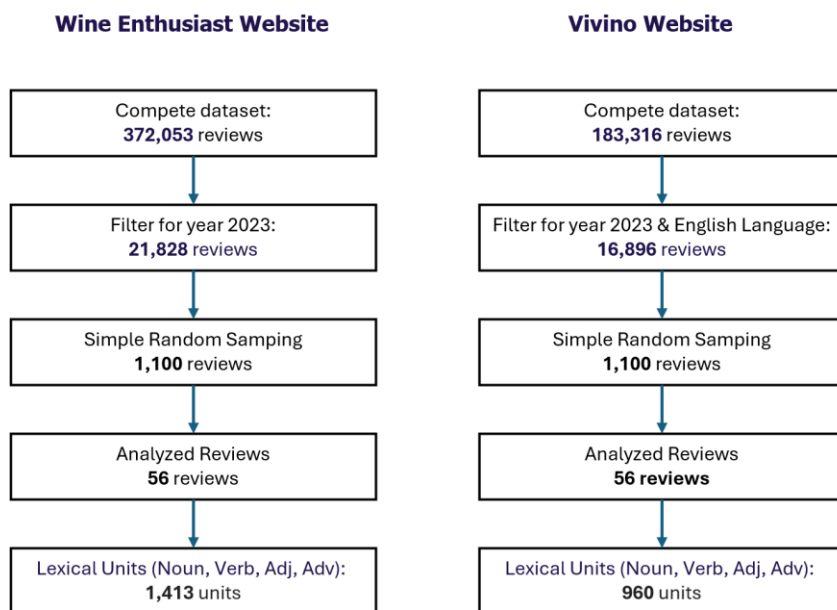 Wine Enthusiast Website
Compete dataset:
372,053 reviews
Filter for year 2023:
21,828 reviews
Simple Random Samping
1,100 reviews
Analyzed Reviews
56 reviews
Lexical Units (Noun, Verb, Adj, Adv):
1,413 units
Vivino Website
Compete dataset:
183,316 reviews
Filter for year 2023 & English Language:
16,896 reviews
Simple Random Samping
1,100 reviews
Analyzed Reviews
56 reviews
Lexical Units (Noun, Verb, Adj, Adv):
960 units